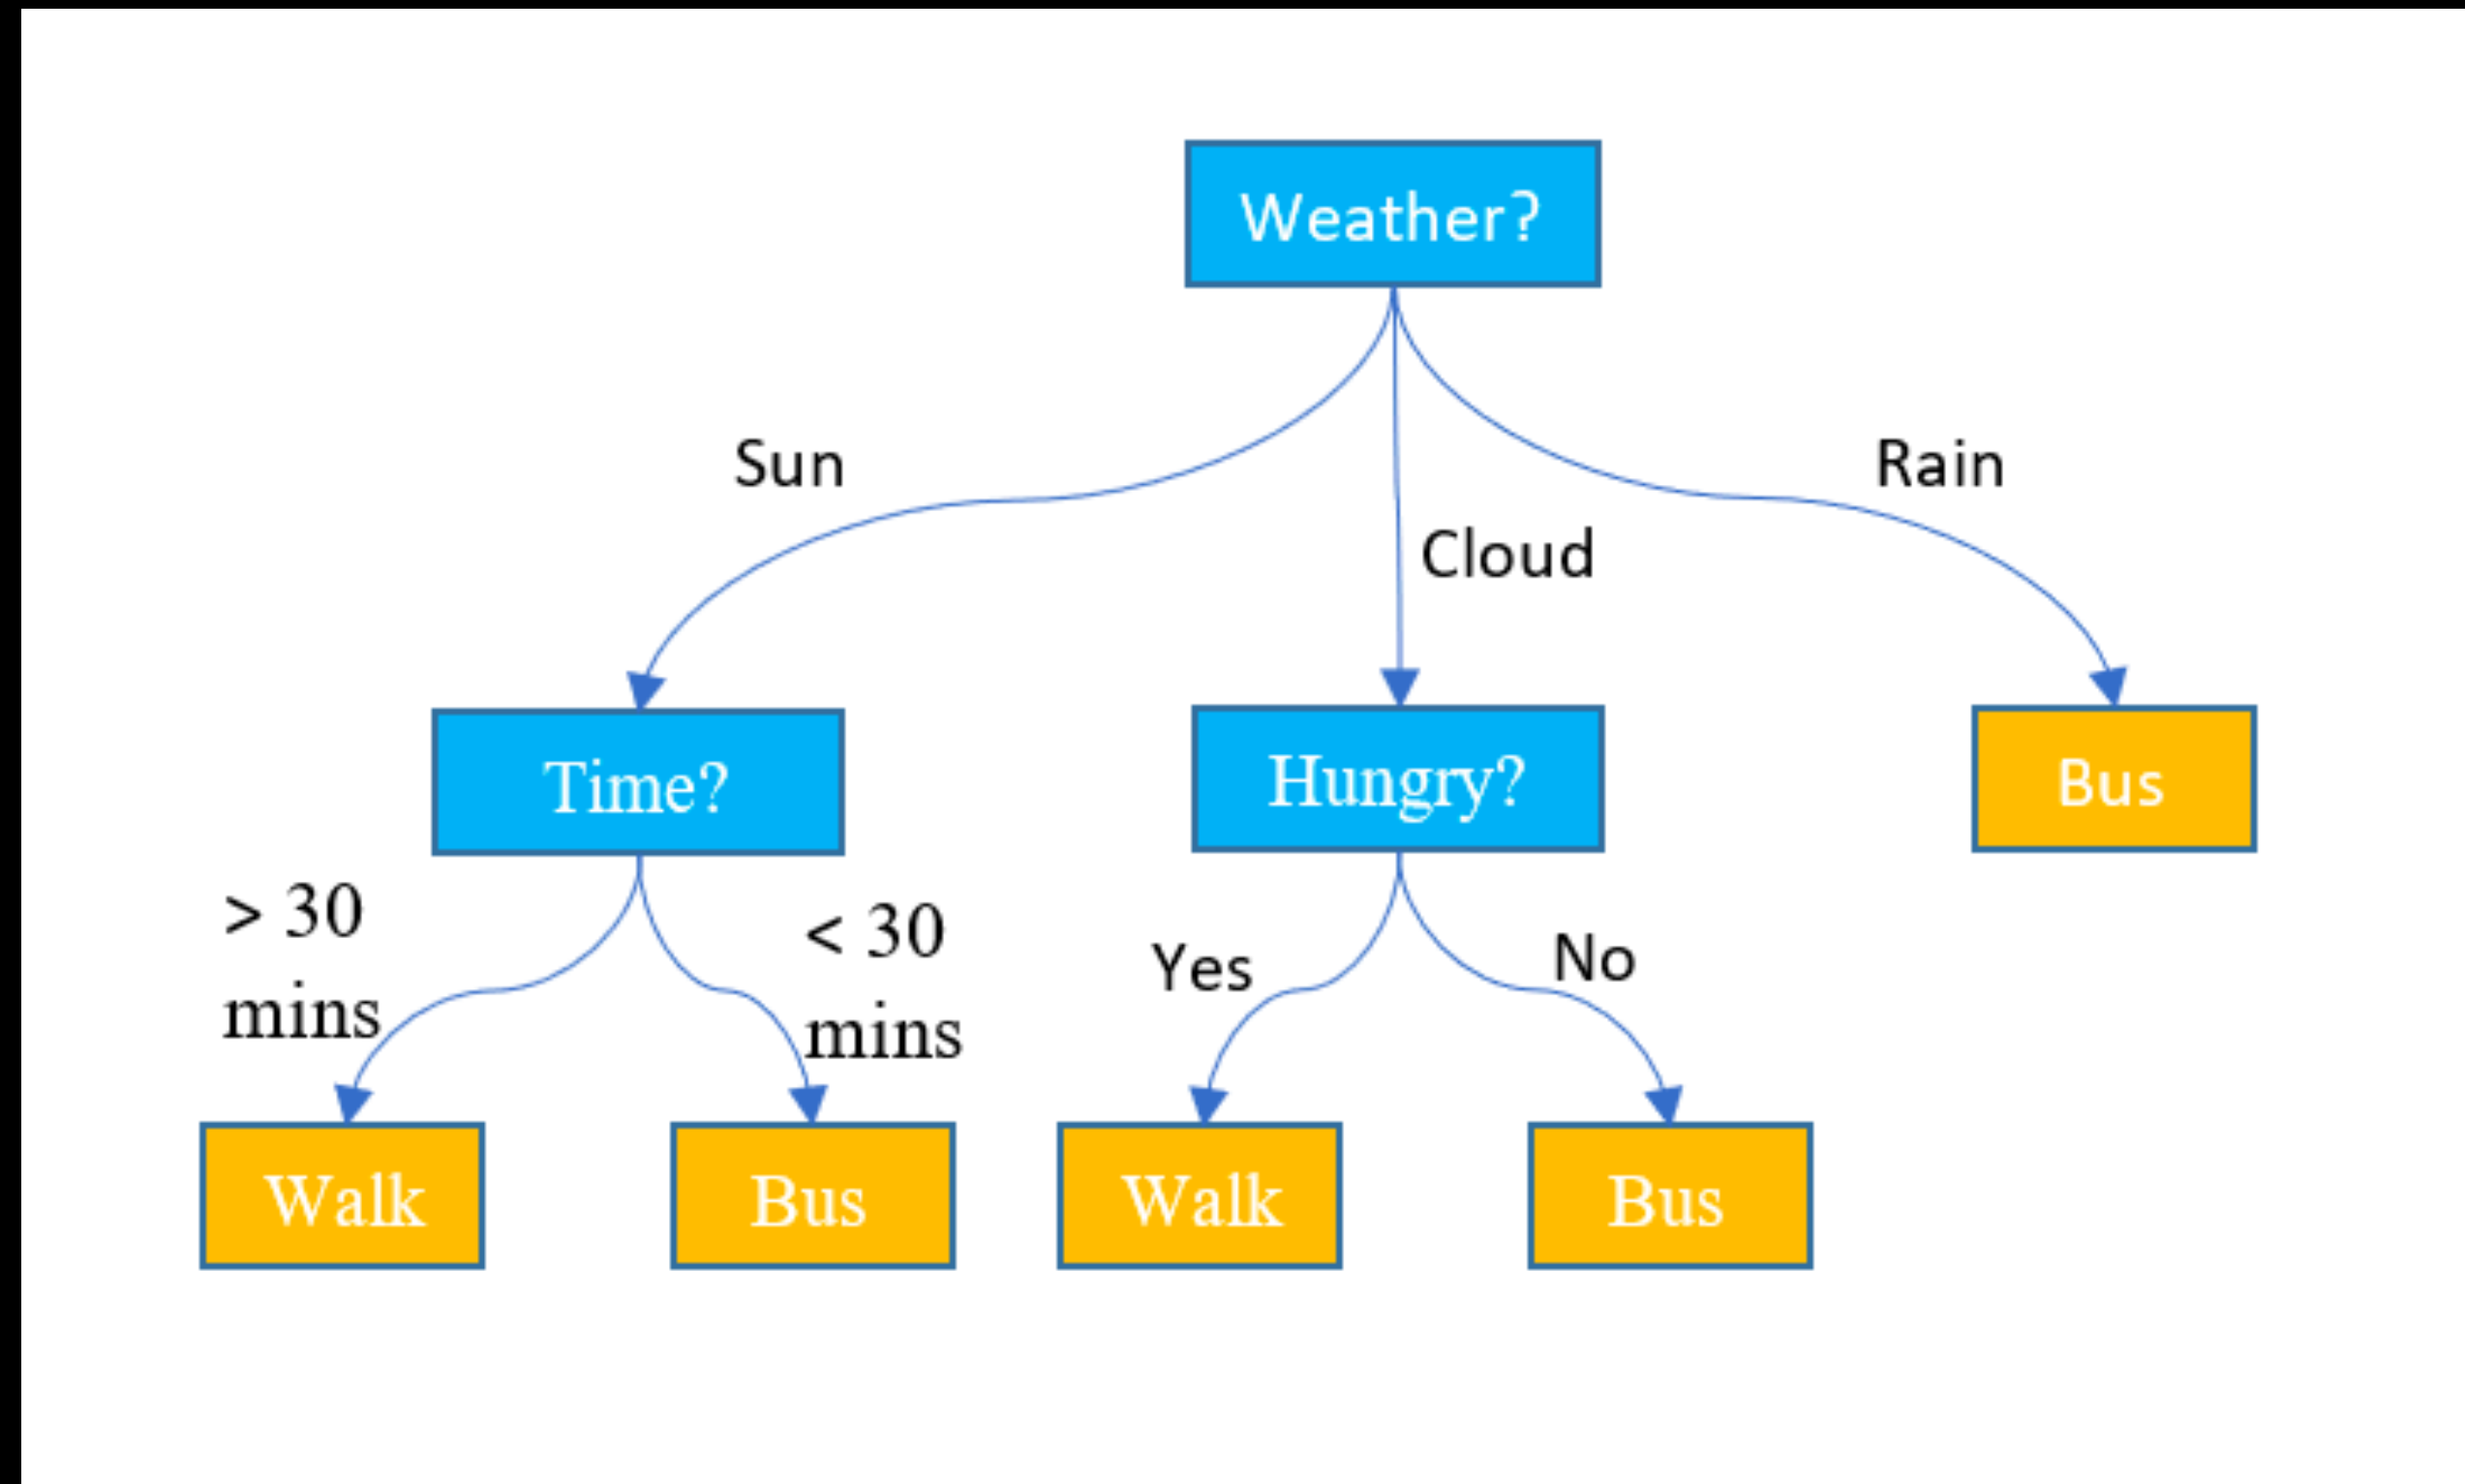 Weather?
Sun
Rain
Cloud
Time?
Hungry?
Bus
> 30
mins
< 30
mins
Yes
No
Walk
Bus
Walk
Bus